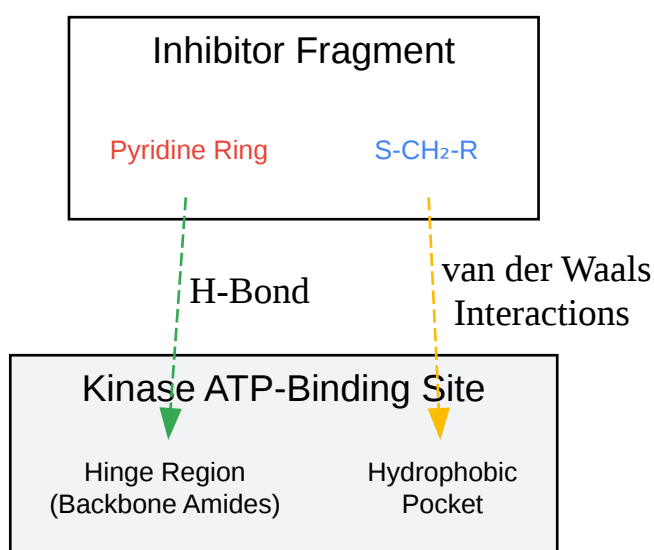 Inhibitor Fragment
Pyridine Ring
S-CH₂-R
H-Bond
van der Waals
Interactions
Kinase ATP-Binding Site
Hinge Region
(Backbone Amides)
Hydrophobic
Pocket